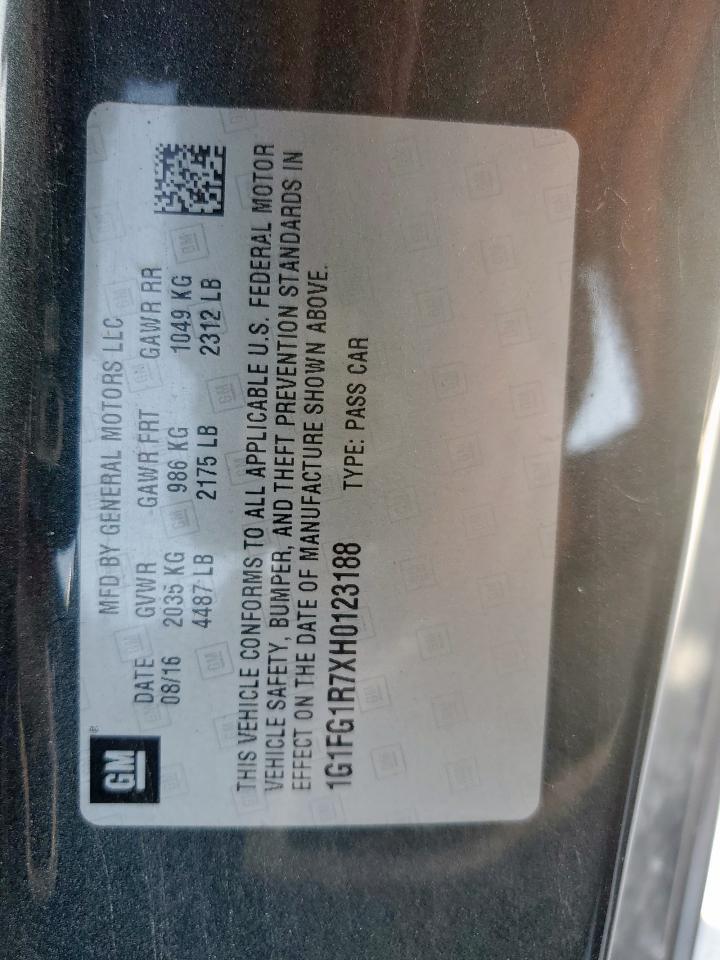 GM®
MFD BY GENERAL MOTORS LLC
DATE GVWR GAWR FRT GAWR RR
08/16 2035 KG 986 KG 1049 KG
4487 LB 2175 LB 2312 LB
THIS VEHICLE CONFORMS TO ALL APPLICABLE U.S. FEDERAL MOTOR
VEHICLE SAFETY, BUMPER, AND THEFT PREVENTION STANDARDS IN
EFFECT ON THE DATE OF MANUFACTURE SHOWN ABOVE.
1G1FG1R7XH0123188 TYPE: PASS CAR